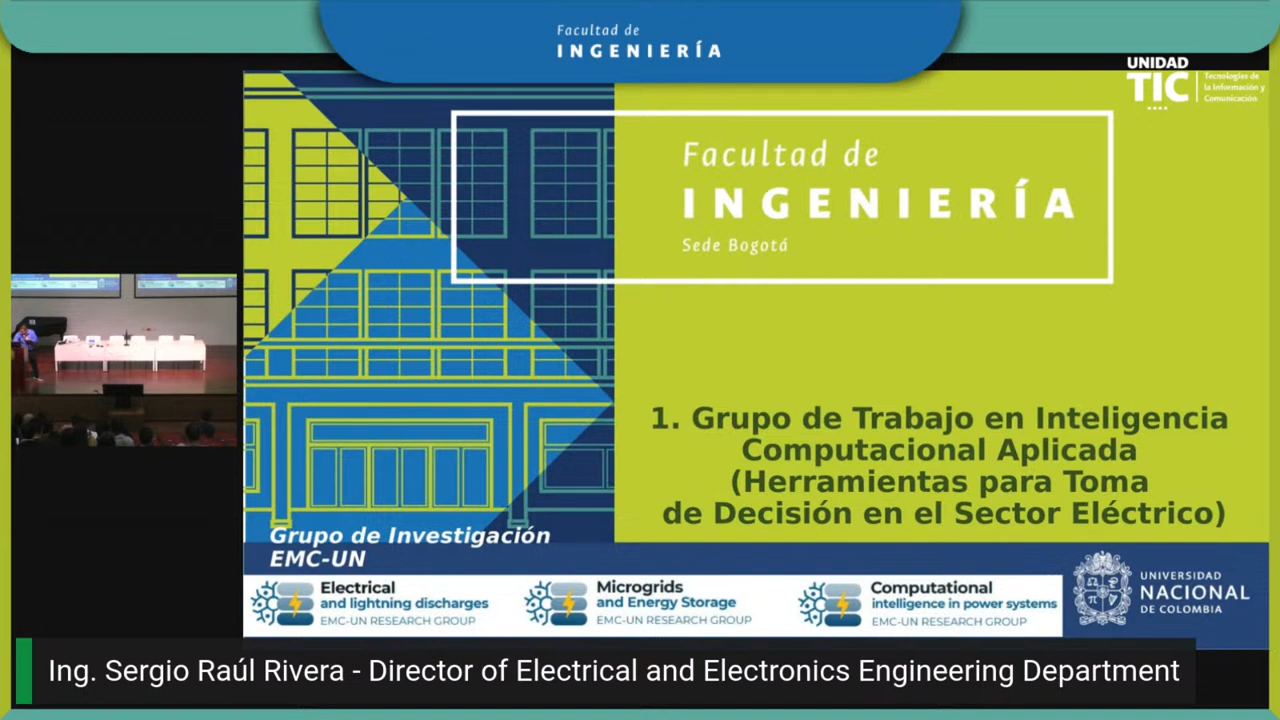 Facultad de
INGENIERÍA
UNIDAD
TIC
Tecnologías de
la Información y
Comunicación
Facultad de
INGENIERÍA
Sede Bogotá
1. Grupo de Trabajo en Inteligencia
Computacional Aplicada
(Herramientas para Toma
de Decisión en el Sector Eléctrico)
Grupo de Investigación
EMC-UN
Electrical
and lightning discharges
EMC-UN RESEARCH GROUP
Microgrids
and Energy Storage
EMC-UN RESEARCH GROUP
Computational
intelligence in power systems
EMC-UN RESEARCH GROUP
UNIVERSIDAD
NACIONAL
DE COLOMBIA
Ing. Sergio Raúl Rivera - Director of Electrical and Electronics Engineering Department